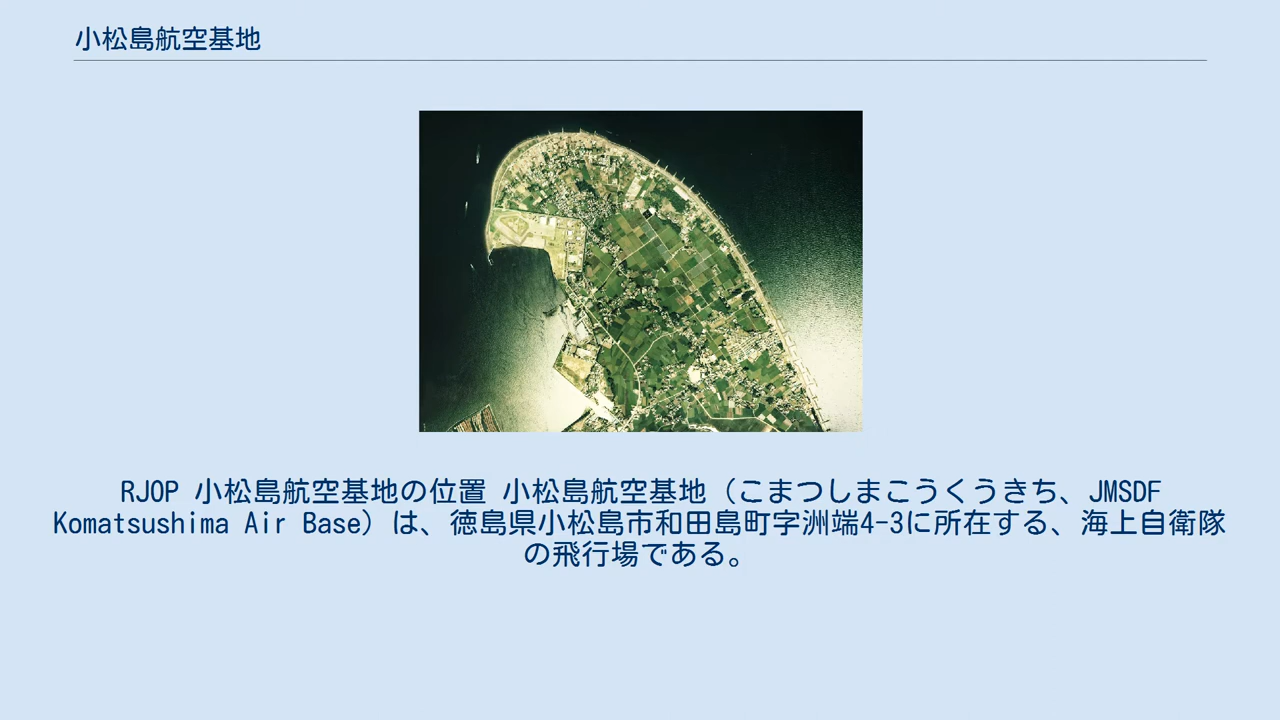 小松島航空基地
RJOP 小松島航空基地の位置 小松島航空基地（こまつしまこうくうきち、JMSDF
Komatsushima Air Base）は、徳島県小松島市和田島町字洲端4-3に所在する、海上自衛隊
の飛行場である。